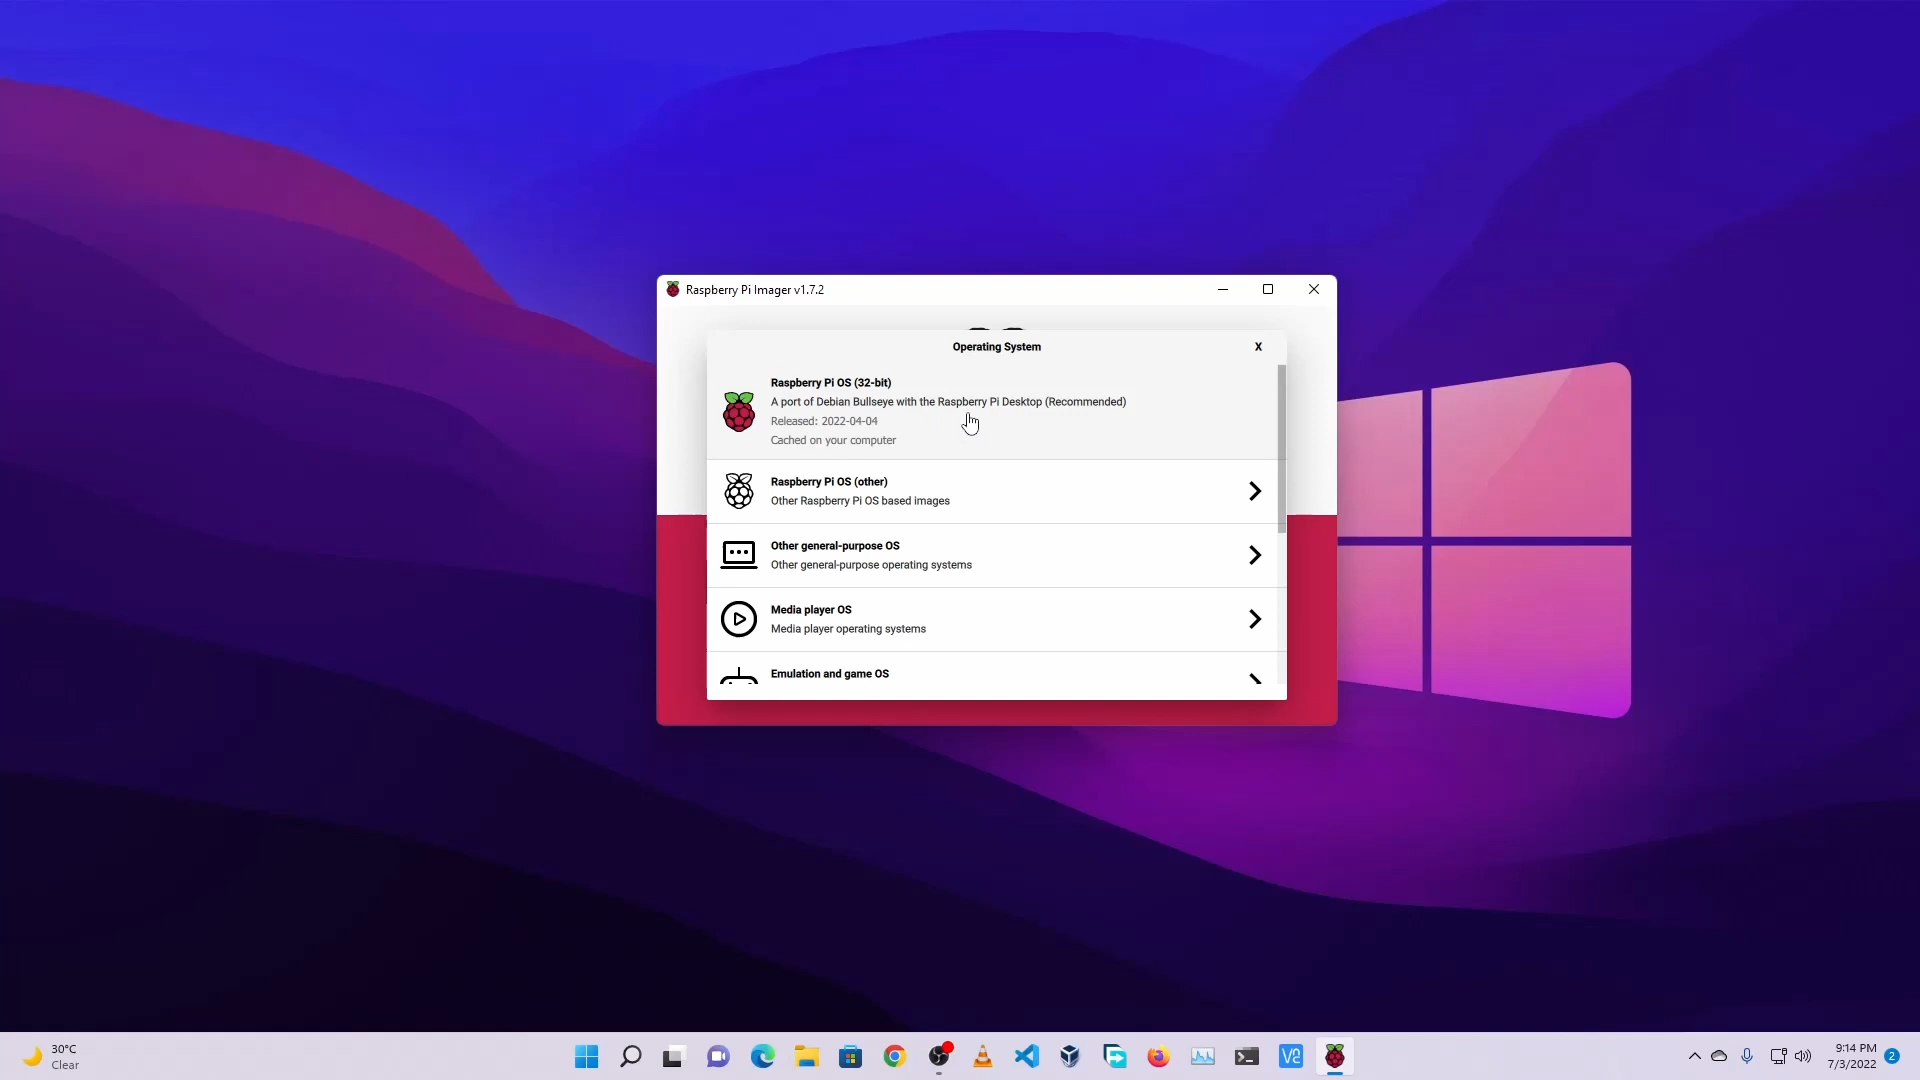 Raspberry Pi Imager v1.7.2
Operating System
X
Raspberry Pi OS (32-bit)
A port of Debian Bullseye with the Raspberry Pi Desktop (Recommended)
Released: 2022-04-04
Cached on your computer
Raspberry Pi OS (other)
Other Raspberry Pi OS based images
Other general-purpose OS
Other general-purpose operating systems
Media player OS
Media player operating systems
Emulation and game OS
30°C
Clear
V2
9:14 PM
7/3/2022
2